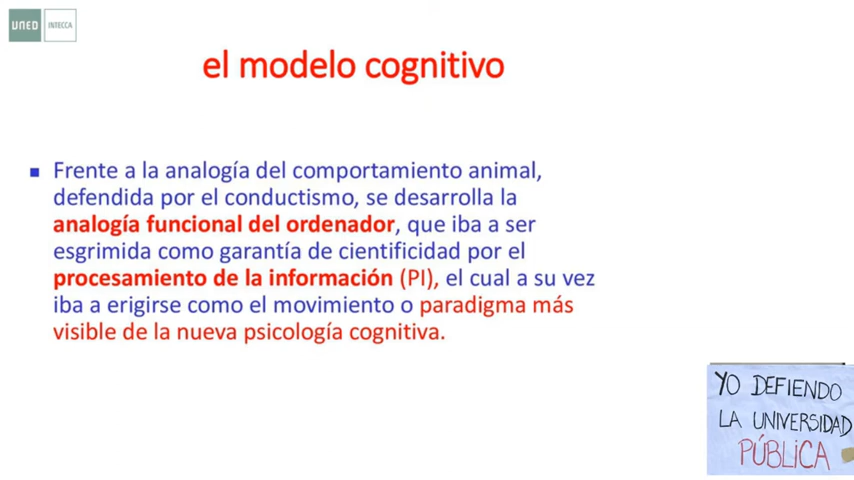 UNED INTECCA
el modelo cognitivo
Frente a la analogía del comportamiento animal,
defendida por el conductismo, se desarrolla la
analogía funcional del ordenador, que iba a ser
esgrimida como garantía de cientificidad por el
procesamiento de la información (PI), el cual a su vez
iba a erigirse como el movimiento o paradigma más
visible de la nueva psicología cognitiva.
YO DEFIENDO
LA UNIVERSIDAD
PÚBLICA